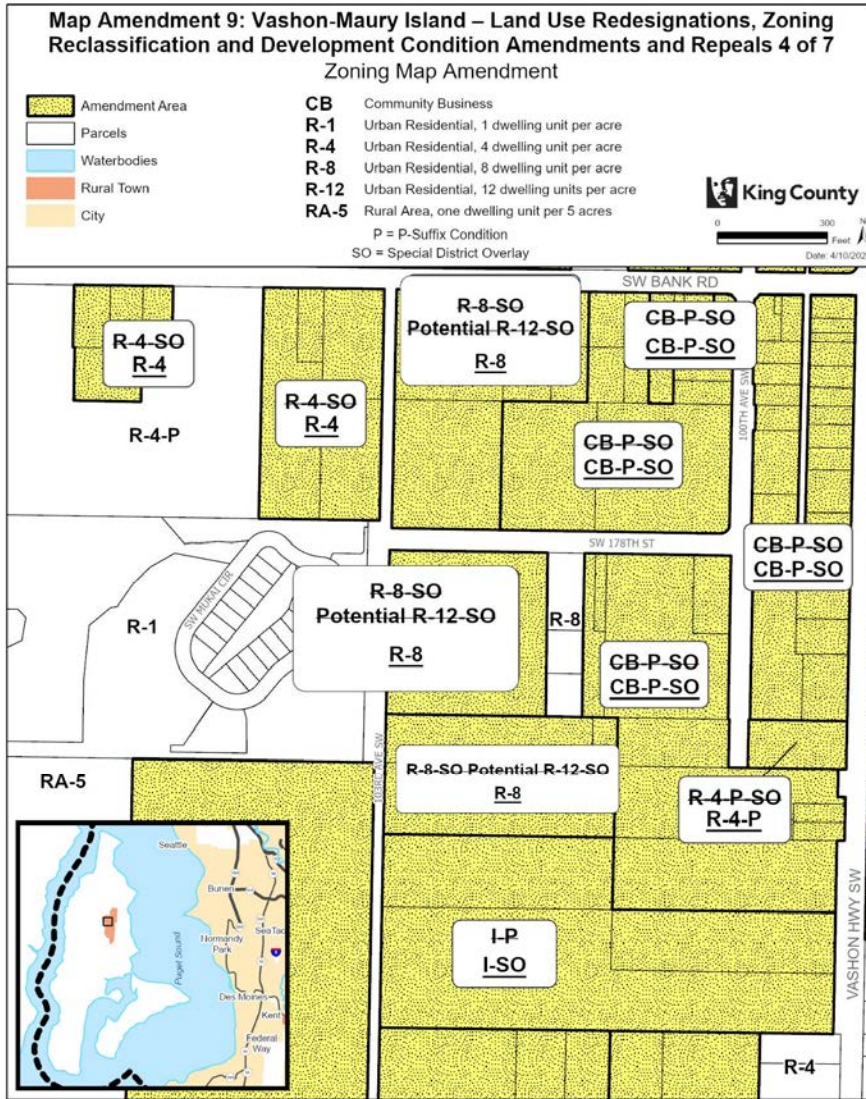 Map Amendment 9: Vashon-Maury Island – Land Use Redesignations, Zoning
Reclassification and Development Condition Amendments and Repeals 4 of 7
Zoning Map Amendment
Amendment Area
Parcels
Waterbodies
Rural Town
City
CB Community Business
R-1 Urban Residential, 1 dwelling unit per acre
R-4 Urban Residential, 4 dwelling unit per acre
R-8 Urban Residential, 8 dwelling unit per acre
R-12 Urban Residential, 12 dwelling units per acre
RA-5 Rural Area, one dwelling unit per 5 acres
P = P-Suffix Condition
SO = Special District Overlay
King County
0 300
Feet
N
Date: 4/10/202
SW BANK RD
R-4-SO
R-4
R-4-P
R-4-SO
R-4
R-8-SO
Potential R-12-SO
R-8
CB-P-SO
CB-P-SO
100TH AVE SW
CB-P-SO
CB-P-SO
SW 178TH ST
CB-P-SO
CB-P-SO
R-1
SW MUKAI CIR
R-8-SO
Potential R-12-SO
R-8
R-8
CB-P-SO
CB-P-SO
RA-5
103RD AVE SW
R-8-SO Potential R-12-SO
R-8
R-4-P-SO
R-4-P
I-P
I-SO
VASHON HWY SW
R-4
Seattle
Burien
Normandy
Park
SeaTac
Puget Sound
Des Moines
Kent
Federal
Way